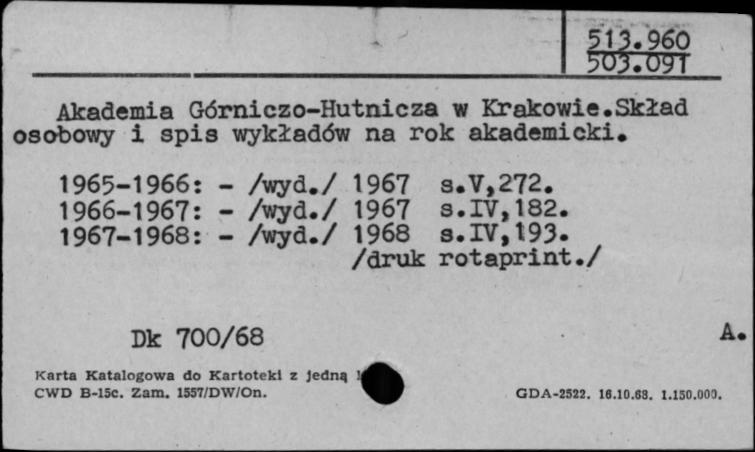 513.960
503.091
Akademia Górniczo-Hutnicza w Krakowie.Skład
osobowy i spis wykładów na rok akademicki.
1965-1966: - /wyd./ 1967 s.V,272.
1966-1967: - /wyd./ 1967 s.IV,182.
1967-1968: - /wyd./ 1968 s.IV,193.
/druk rotaprint./
Dk 700/68 A.
Karta Katalogowa do Kartoteki z jedną
CWD B-15c. Zam. 1557/DW/On. GDA-2522. 16.10.68. 1.150.000.